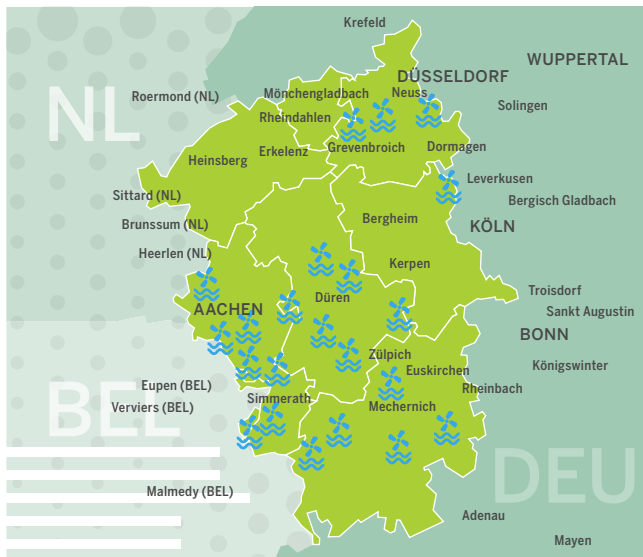 Krefeld
WUPPERTAL
DÜSSELDORF
Roermond (NL)
Mönchengladbach
Neuss
Solingen
NL
Rheindahlen
Erkelenz
Grevenbroich
Dormagen
Heinsberg
Leverkusen
Sittard (NL)
Bergisch Gladbach
Brunssum (NL)
Bergheim
KÖLN
Heerlen (NL)
Kerpen
Troisdorf
AACHEN
Düren
Sankt Augustin
BONN
Zülpich
Königswinter
Euskirchen
Eupen (BEL)
Rheinbach
BEL
Verviers (BEL)
Simmerath
Mechernich
DEU
Malmedy (BEL)
Adenau
Mayen